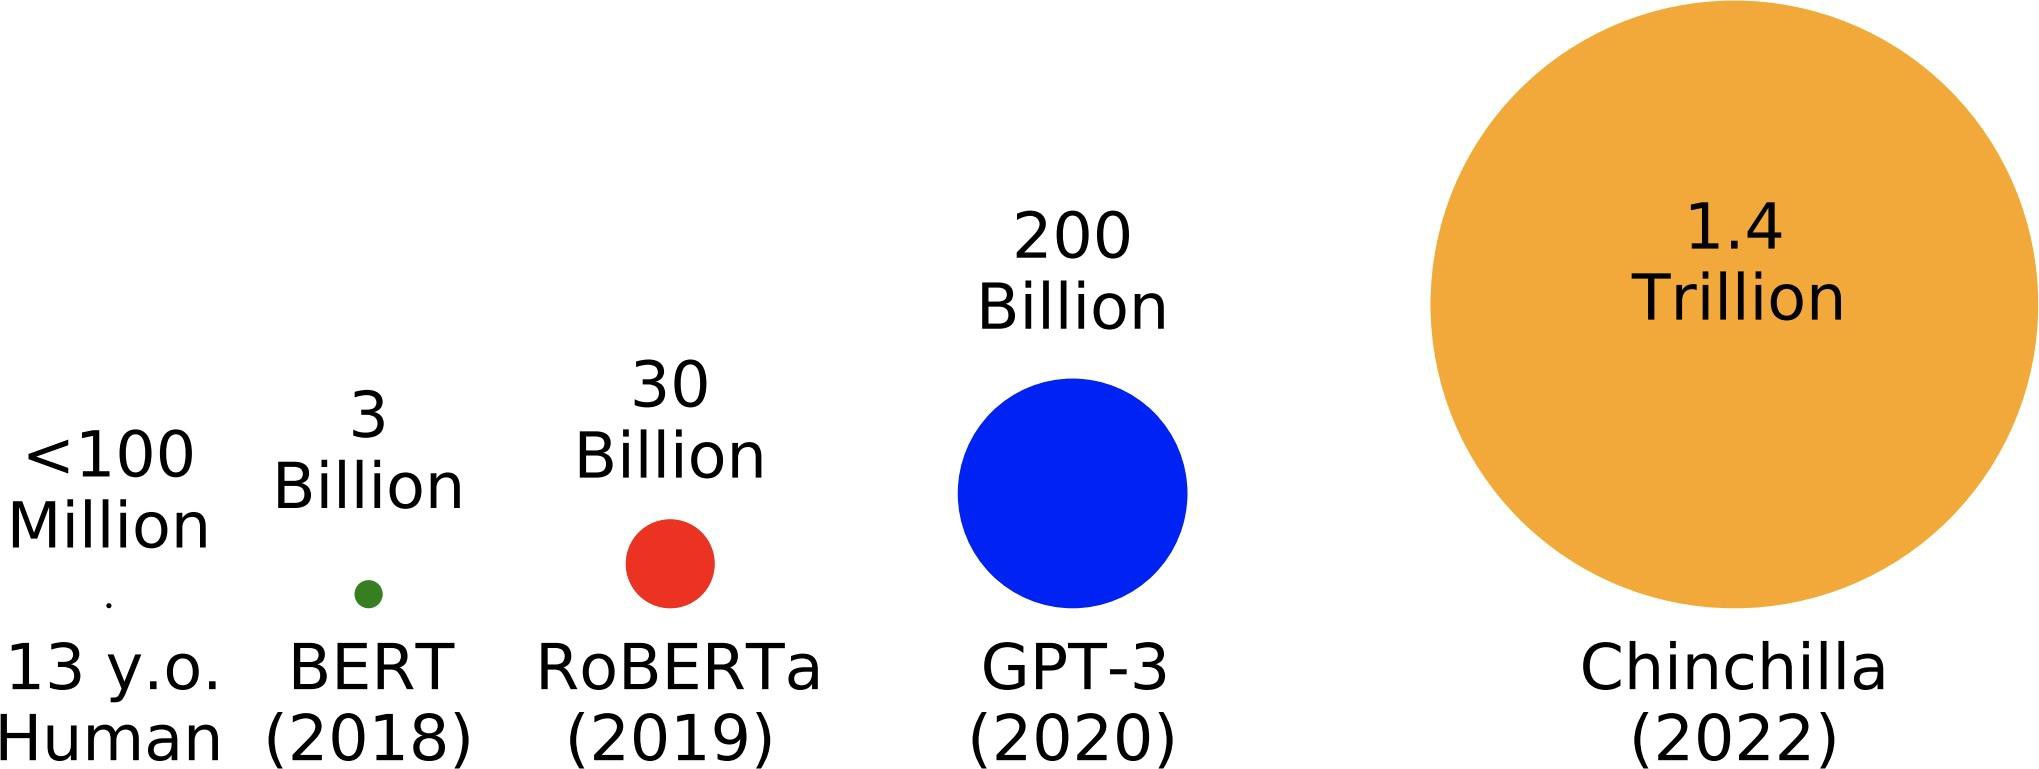 <100
Million
13 y.o.
Human
3
Billion
BERT
(2018)
30
Billion
RoBERTa
(2019)
200
Billion
GPT-3
(2020)
1.4
Trillion
Chinchilla
(2022)